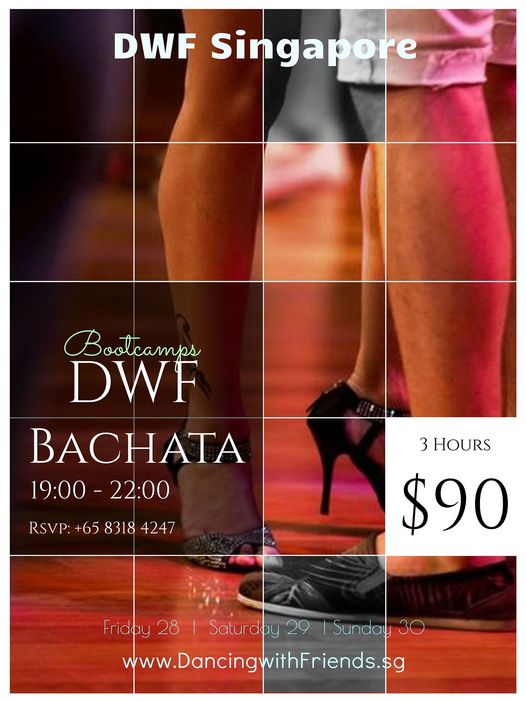 DWF Singapore
Bootcamps
DWF
Bachata
19:00 - 22:00
Rsvp: +65 8318 4247
3 Hours
$90
Friday 28 | Saturday 29 | Sunday 30
www.DancingwithFriends.sg